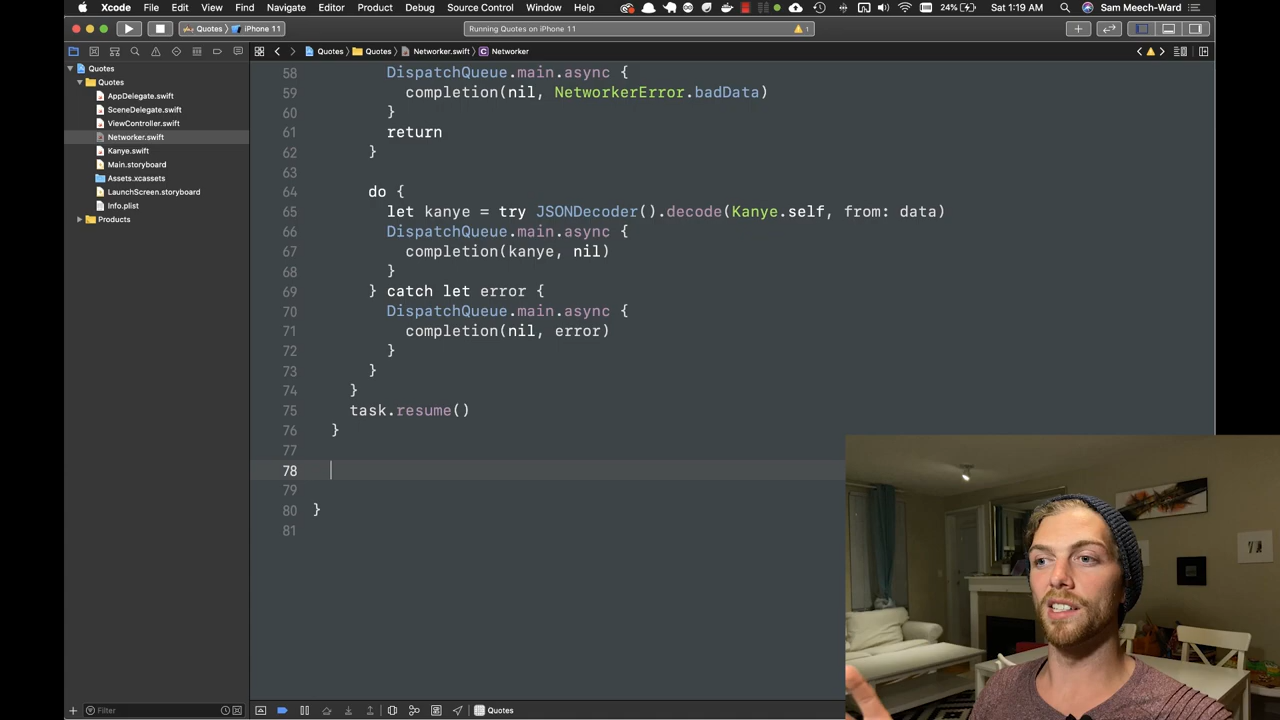 Xcode File Edit View Find Navigate Editor Product Debug Source Control Window Help 24% Sat 1:19 AM Sam Meech-Ward
Quotes iPhone 11 Running Quotes on iPhone 11 1
Quotes Quotes Networker.swift C Networker
Quotes
Quotes
AppDelegate.swift
SceneDelegate.swift
ViewController.swift
Networker.swift
Kanye.swift
Main.storyboard
Assets.xcassets
LaunchScreen.storyboard
Info.plist
Products
58 DispatchQueue.main.async {
59 completion(nil, NetworkerError.badData)
60 }
61 return
62 }
63
64 do {
65 let kanye = try JSONDecoder().decode(Kanye.self, from: data)
66 DispatchQueue.main.async {
67 completion(kanye, nil)
68 }
69 } catch let error {
70 DispatchQueue.main.async {
71 completion(nil, error)
72 }
73 }
74 }
75 task.resume()
76 }
77
78
79
80 }
81
Filter Quotes